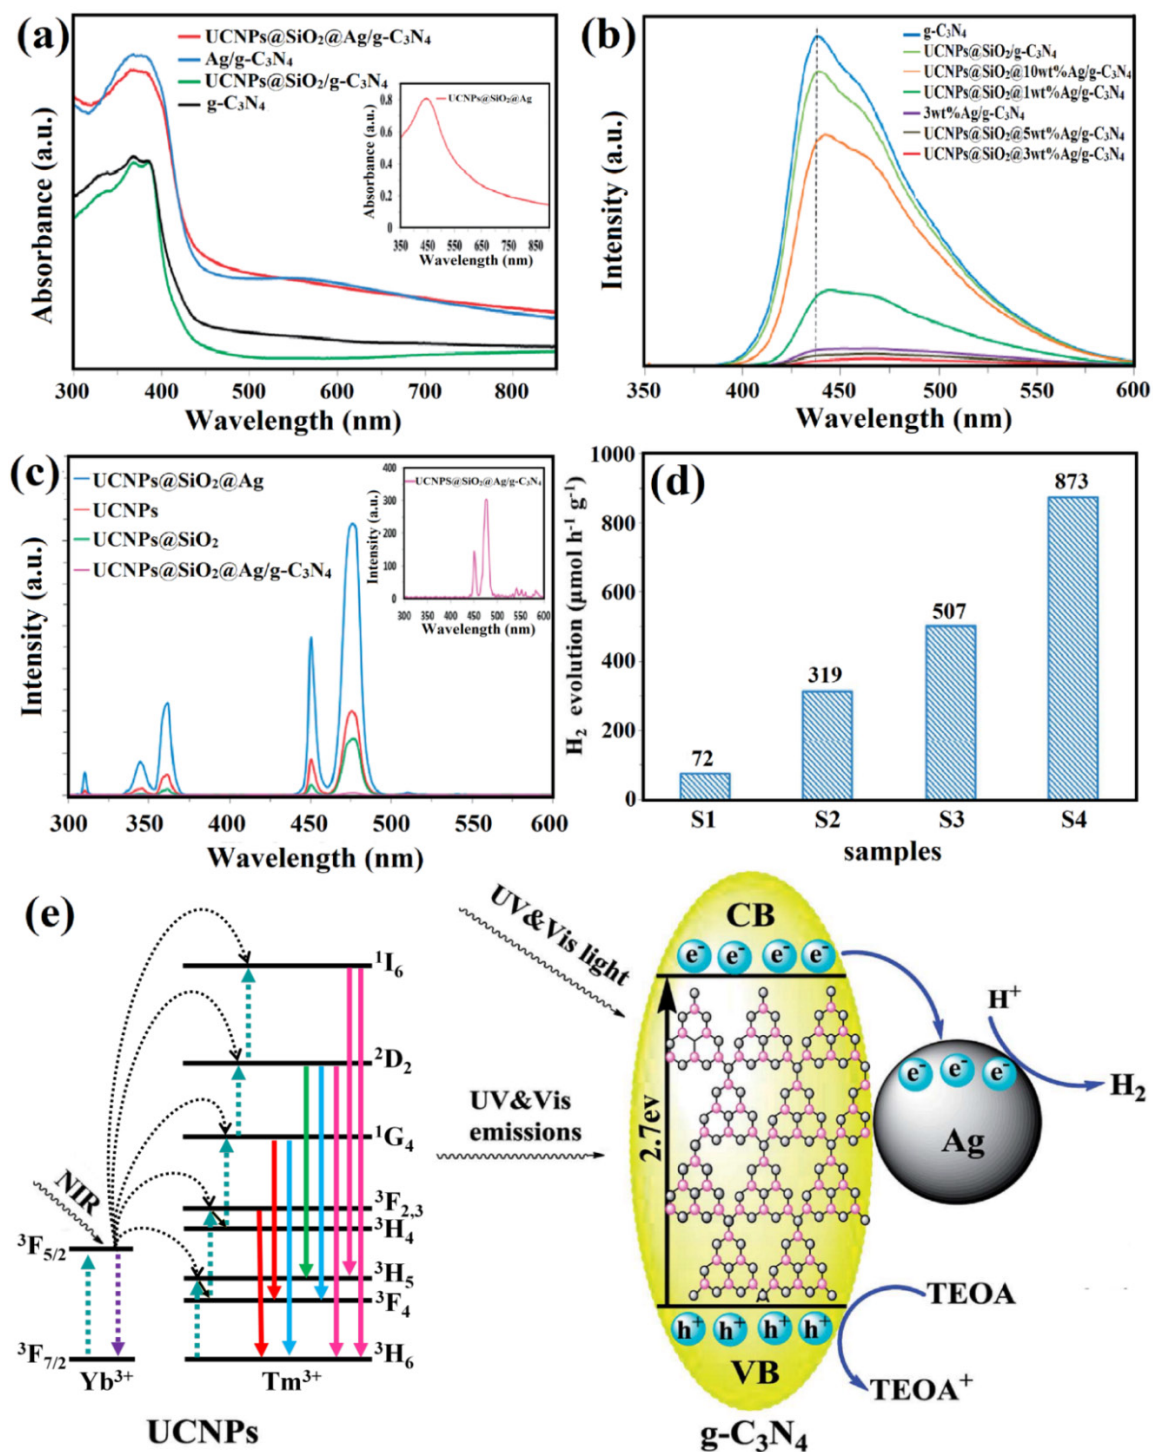 (a)
UCNPs@SiO₂@Ag/g-C₃N₄
Ag/g-C₃N₄
UCNPs@SiO₂/g-C₃N₄
g-C₃N₄
Absorbance (a.u.)
300 400 500 600 700 800
Wavelength (nm)
UCNPs@SiO₂@Ag
Absorbance (a.u.)
0.8
0.6
0.4
0.2
0
350 450 550 650 750 850
Wavelength (nm)
(b)
g-C₃N₄
UCNPs@SiO₂/g-C₃N₄
UCNPs@SiO₂@10wt%Ag/g-C₃N₄
UCNPs@SiO₂@1wt%Ag/g-C₃N₄
3wt%Ag/g-C₃N₄
UCNPs@SiO₂@5wt%Ag/g-C₃N₄
UCNPs@SiO₂@3wt%Ag/g-C₃N₄
Intensity (a.u.)
350 400 450 500 550 600
Wavelength (nm)
(c)
UCNPs@SiO₂@Ag
UCNPs
UCNPs@SiO₂
UCNPs@SiO₂@Ag/g-C₃N₄
Intensity (a.u.)
300 350 400 450 500 550 600
Wavelength (nm)
UCNPS@SiO₂@Ag/g-C₃N₄
Intensity (a.u.)
400
300
200
100
0
300 350 400 450 500 550 600
Wavelength (nm)
(d)
H₂ evolution (μmol h⁻¹ g⁻¹)
1000
800
600
400
200
0
72
319
507
873
S1 S2 S3 S4
samples
(e)
¹I₆
²D₂
¹G₄
³F₂,₃
³H₄
³H₅
³F₄
³H₆
NIR
³F₅/₂
³F₇/₂
Yb³⁺
Tm³⁺
UCNPs
UV&Vis light
UV&Vis
emissions
CB
e⁻ e⁻ e⁻ e⁻
2.7ev
h⁺ h⁺ h⁺ h⁺
VB
g-C₃N₄
H⁺
e⁻ e⁻ e⁻
Ag
H₂
TEOA
TEOA⁺